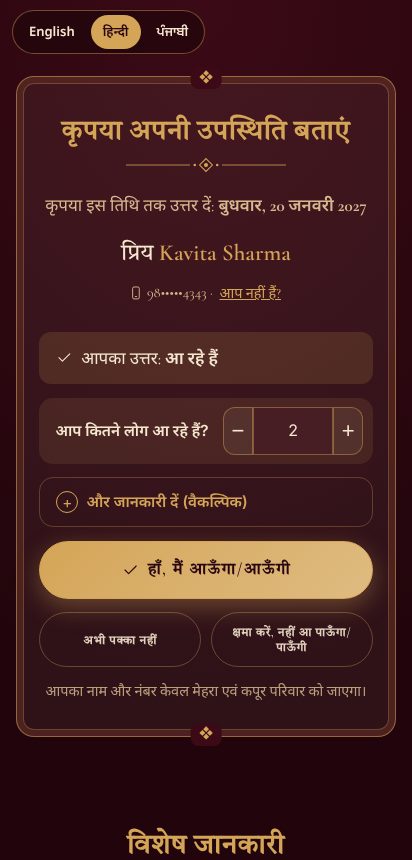 English हिन्दी ਪੰਜਾਬੀ
कृपया अपनी उपस्थिति बताएं
कृपया इस तिथि तक उत्तर दें: बुधवार, 20 जनवरी 2027
प्रिय Kavita Sharma
98•••••4343 · आप नहीं हैं?
आपका उत्तर: आ रहे हैं
आप कितने लोग आ रहे हैं? − 2 +
और जानकारी दें (वैकल्पिक)
हाँ, मैं आऊँगा/आऊँगी
अभी पक्का नहीं
क्षमा करें, नहीं आ पाऊँगा/
पाऊँगी
आपका नाम और नंबर केवल मेहरा एवं कपूर परिवार को जाएगा।
विशेष जानकारी